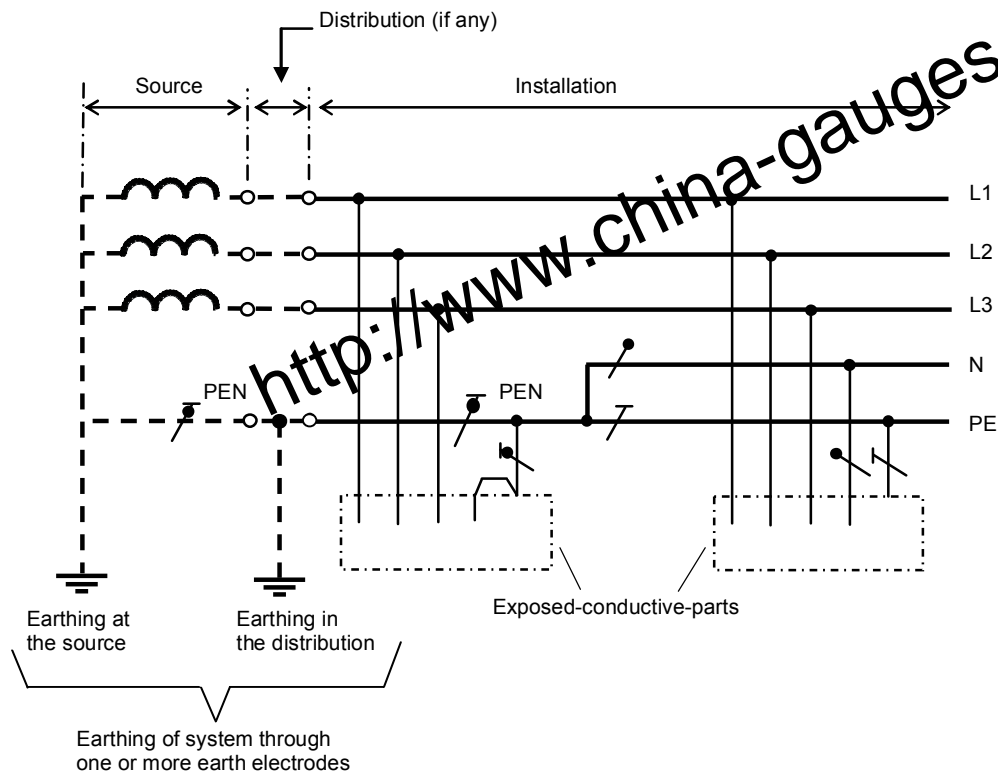 Distribution (if any)
Source
Installation
http://www.china-gauges
L1
L2
L3
N
PEN
PEN
PE
Exposed-conductive-parts
Earthing at
the source
Earthing in
the distribution
Earthing of system through
one or more earth electrodes